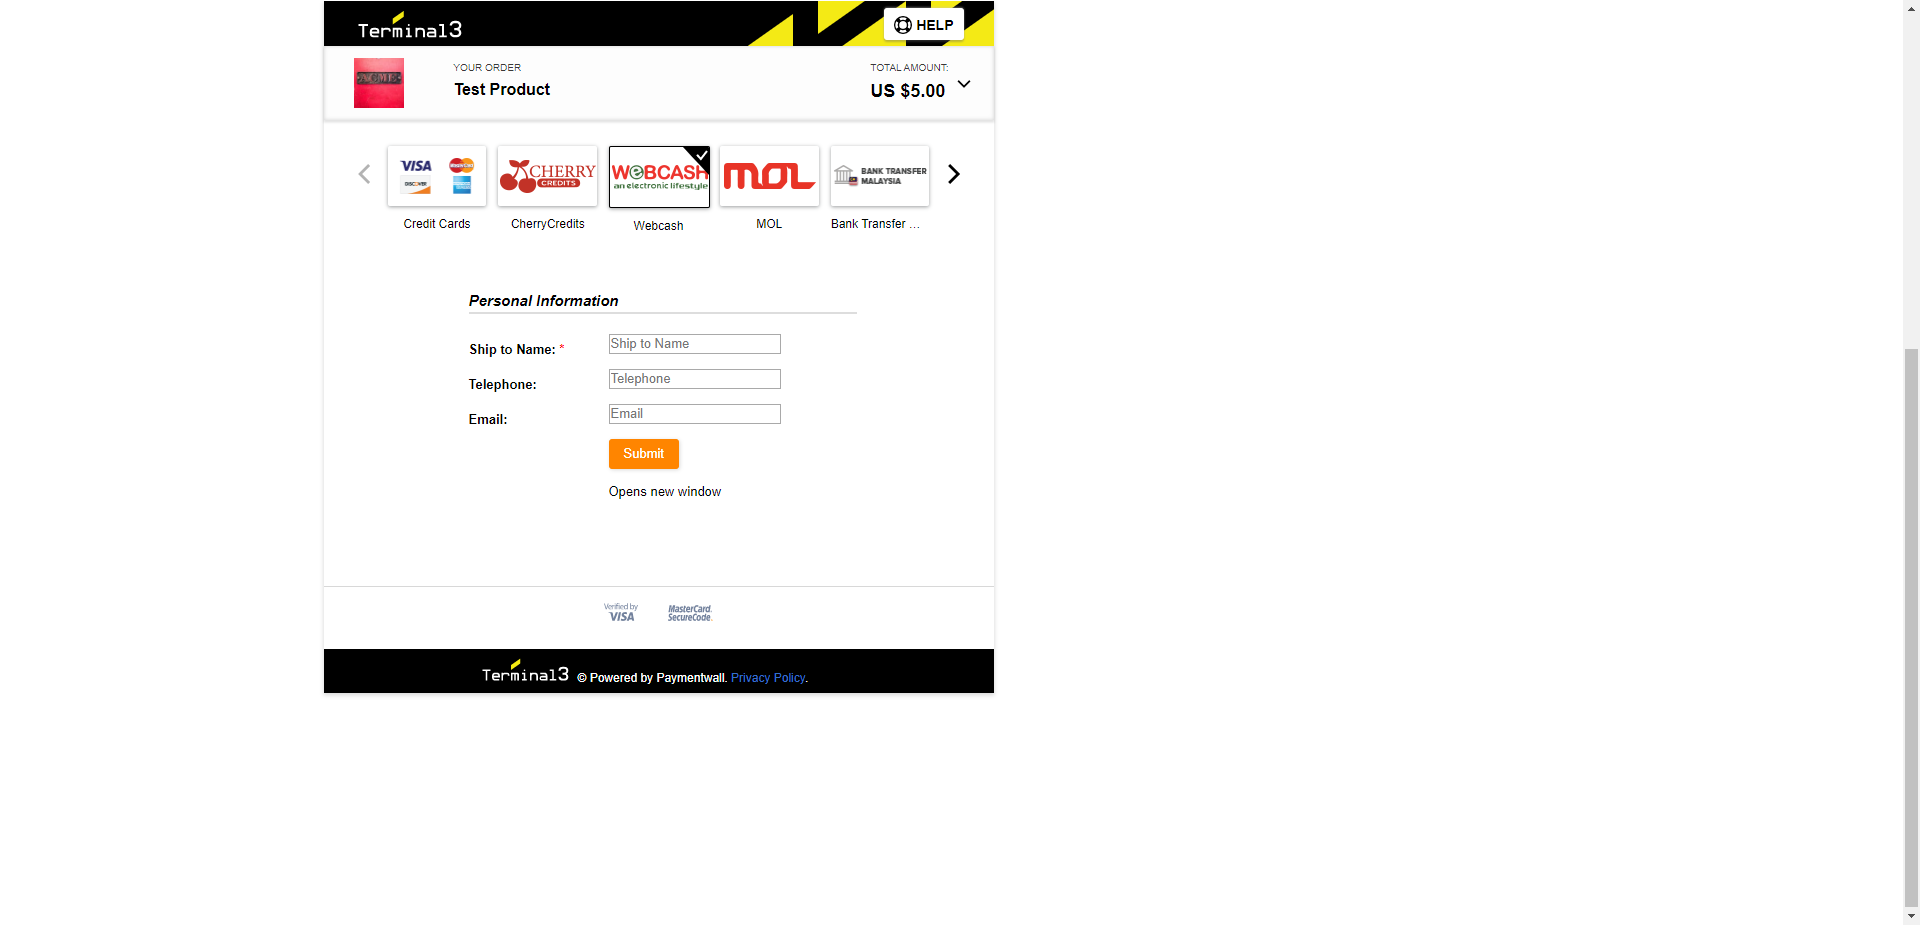 Terminal3
HELP
YOUR ORDER
Test Product
TOTAL AMOUNT:
US $5.00
ACME
VISA
MasterCard
DISCOVER
CHERRY
CREDITS
WEBCASH
an electronic lifestyle
MOL
BANK TRANSFER
MALAYSIA
Credit Cards
CherryCredits
Webcash
MOL
Bank Transfer ...
Personal Information
Ship to Name: *
Ship to Name
Telephone:
Telephone
Email:
Email
Submit
Opens new window
Verified by
VISA
MasterCard.
SecureCode.
Terminal3 © Powered by Paymentwall. Privacy Policy.